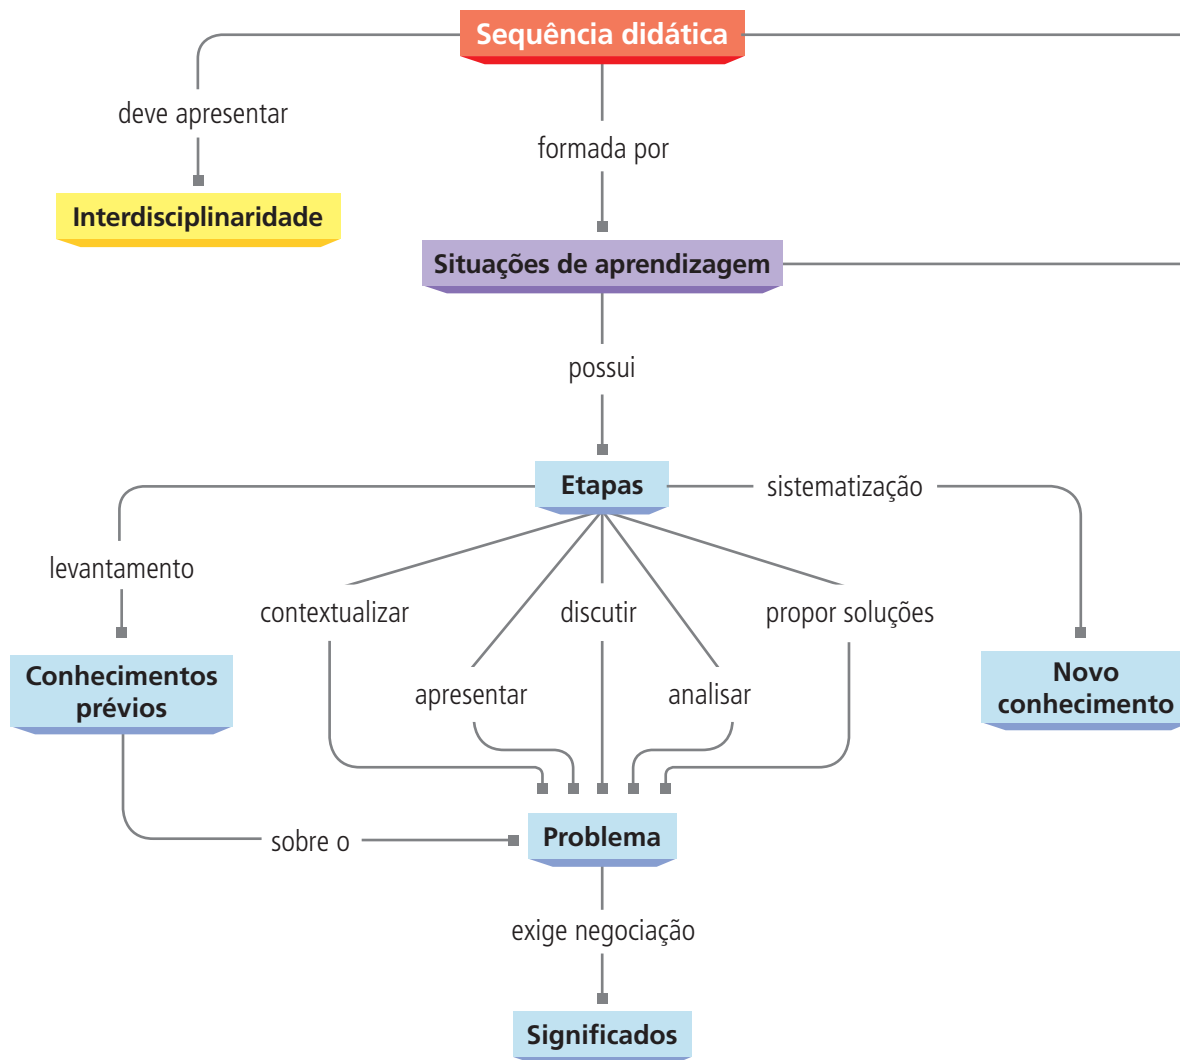 Sequência didática
deve apresentar
formada por
Interdisciplinaridade
Situações de aprendizagem
possui
Etapas
sistematização
levantamento
contextualizar
discutir
propor soluções
Conhecimentos
prévios
apresentar
analisar
Novo
conhecimento
sobre o
Problema
exige negociação
Significados